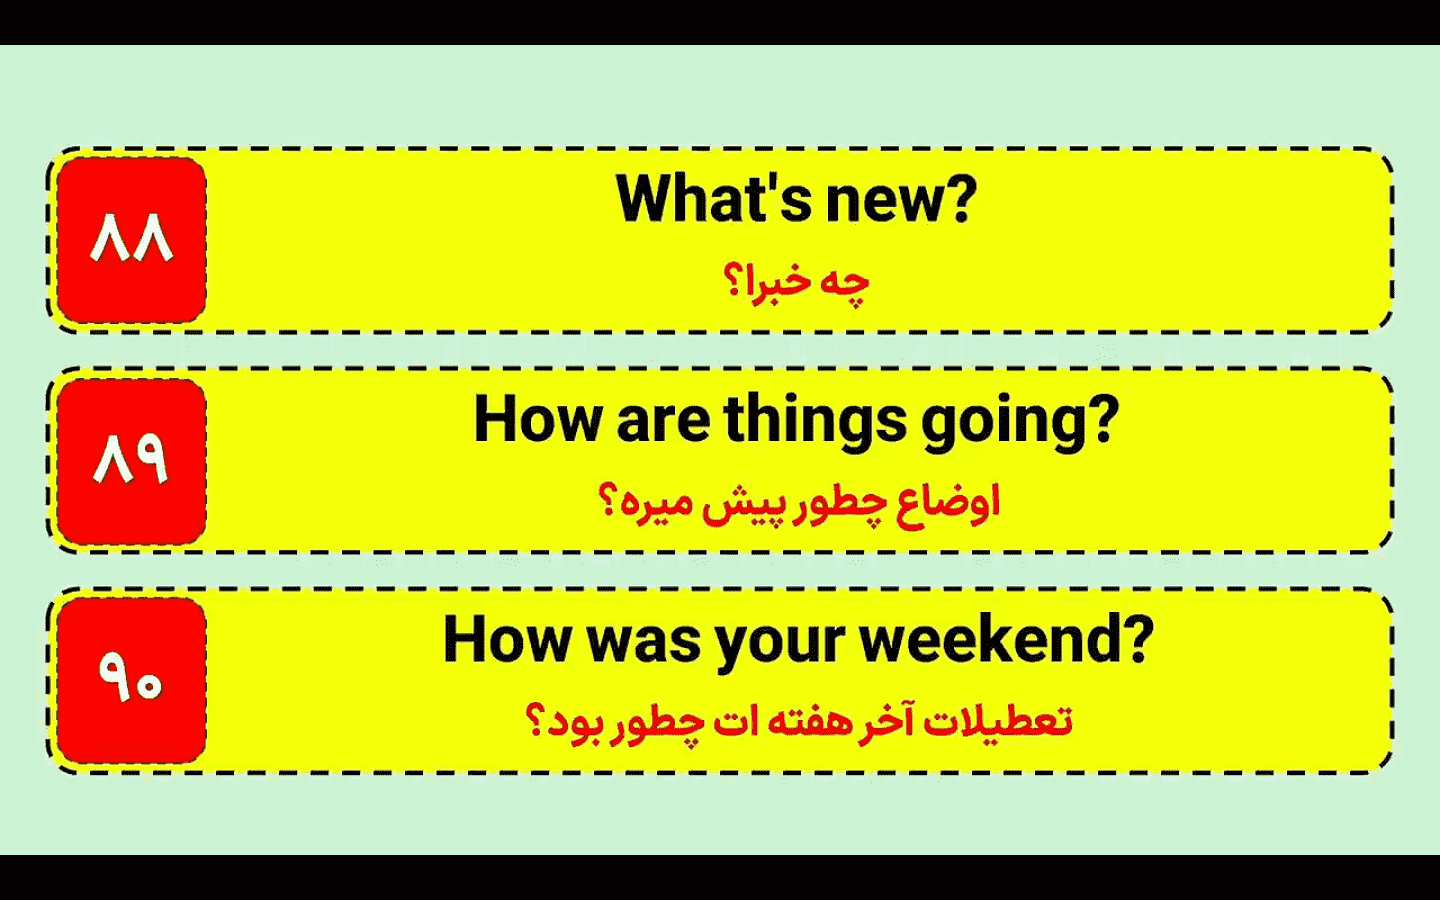 ۸۸
What's new?
چه خبرا؟
۸۹
How are things going?
اوضاع چطور پیش میره؟
۹۰
How was your weekend?
تعطیلات آخر هفته ات چطور بود؟